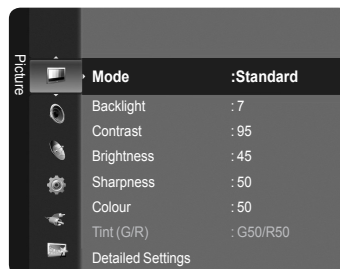 Picture
Mode :Standard
Backlight : 7
Contrast : 95
Brightness : 45
Sharpness : 50
Colour : 50
Tint (G/R) : G50/R50
Detailed Settings